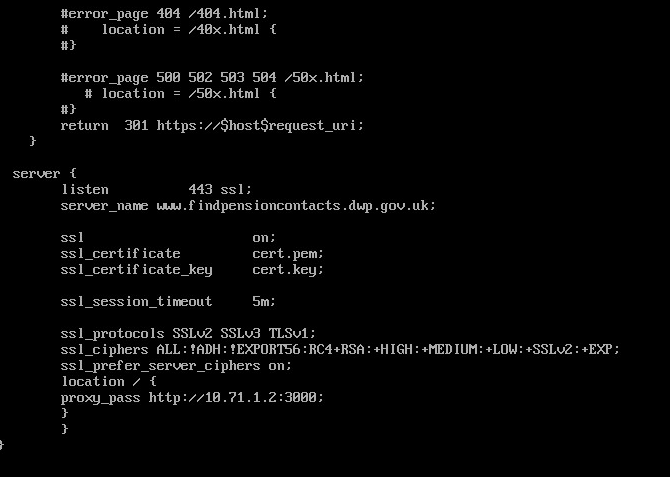 #error_page 404 /404.html;
#    location = /40x.html {
#}
#error_page 500 502 503 504 /50x.html;
# location = /50x.html {
#}
return  301 https://$host$request_uri;
}
server {
listen          443 ssl;
server_name www.findpensioncontacts.dwp.gov.uk;
ssl                     on;
ssl_certificate         cert.pem;
ssl_certificate_key     cert.key;
ssl_session_timeout     5m;
ssl_protocols SSLv2 SSLv3 TLSv1;
ssl_ciphers ALL:!ADH:!EXPORT56:RC4+RSA:+HIGH:+MEDIUM:+LOW:+SSLv2:+EXP;
ssl_prefer_server_ciphers on;
location / {
proxy_pass http://10.71.1.2:3000;
}
}
}